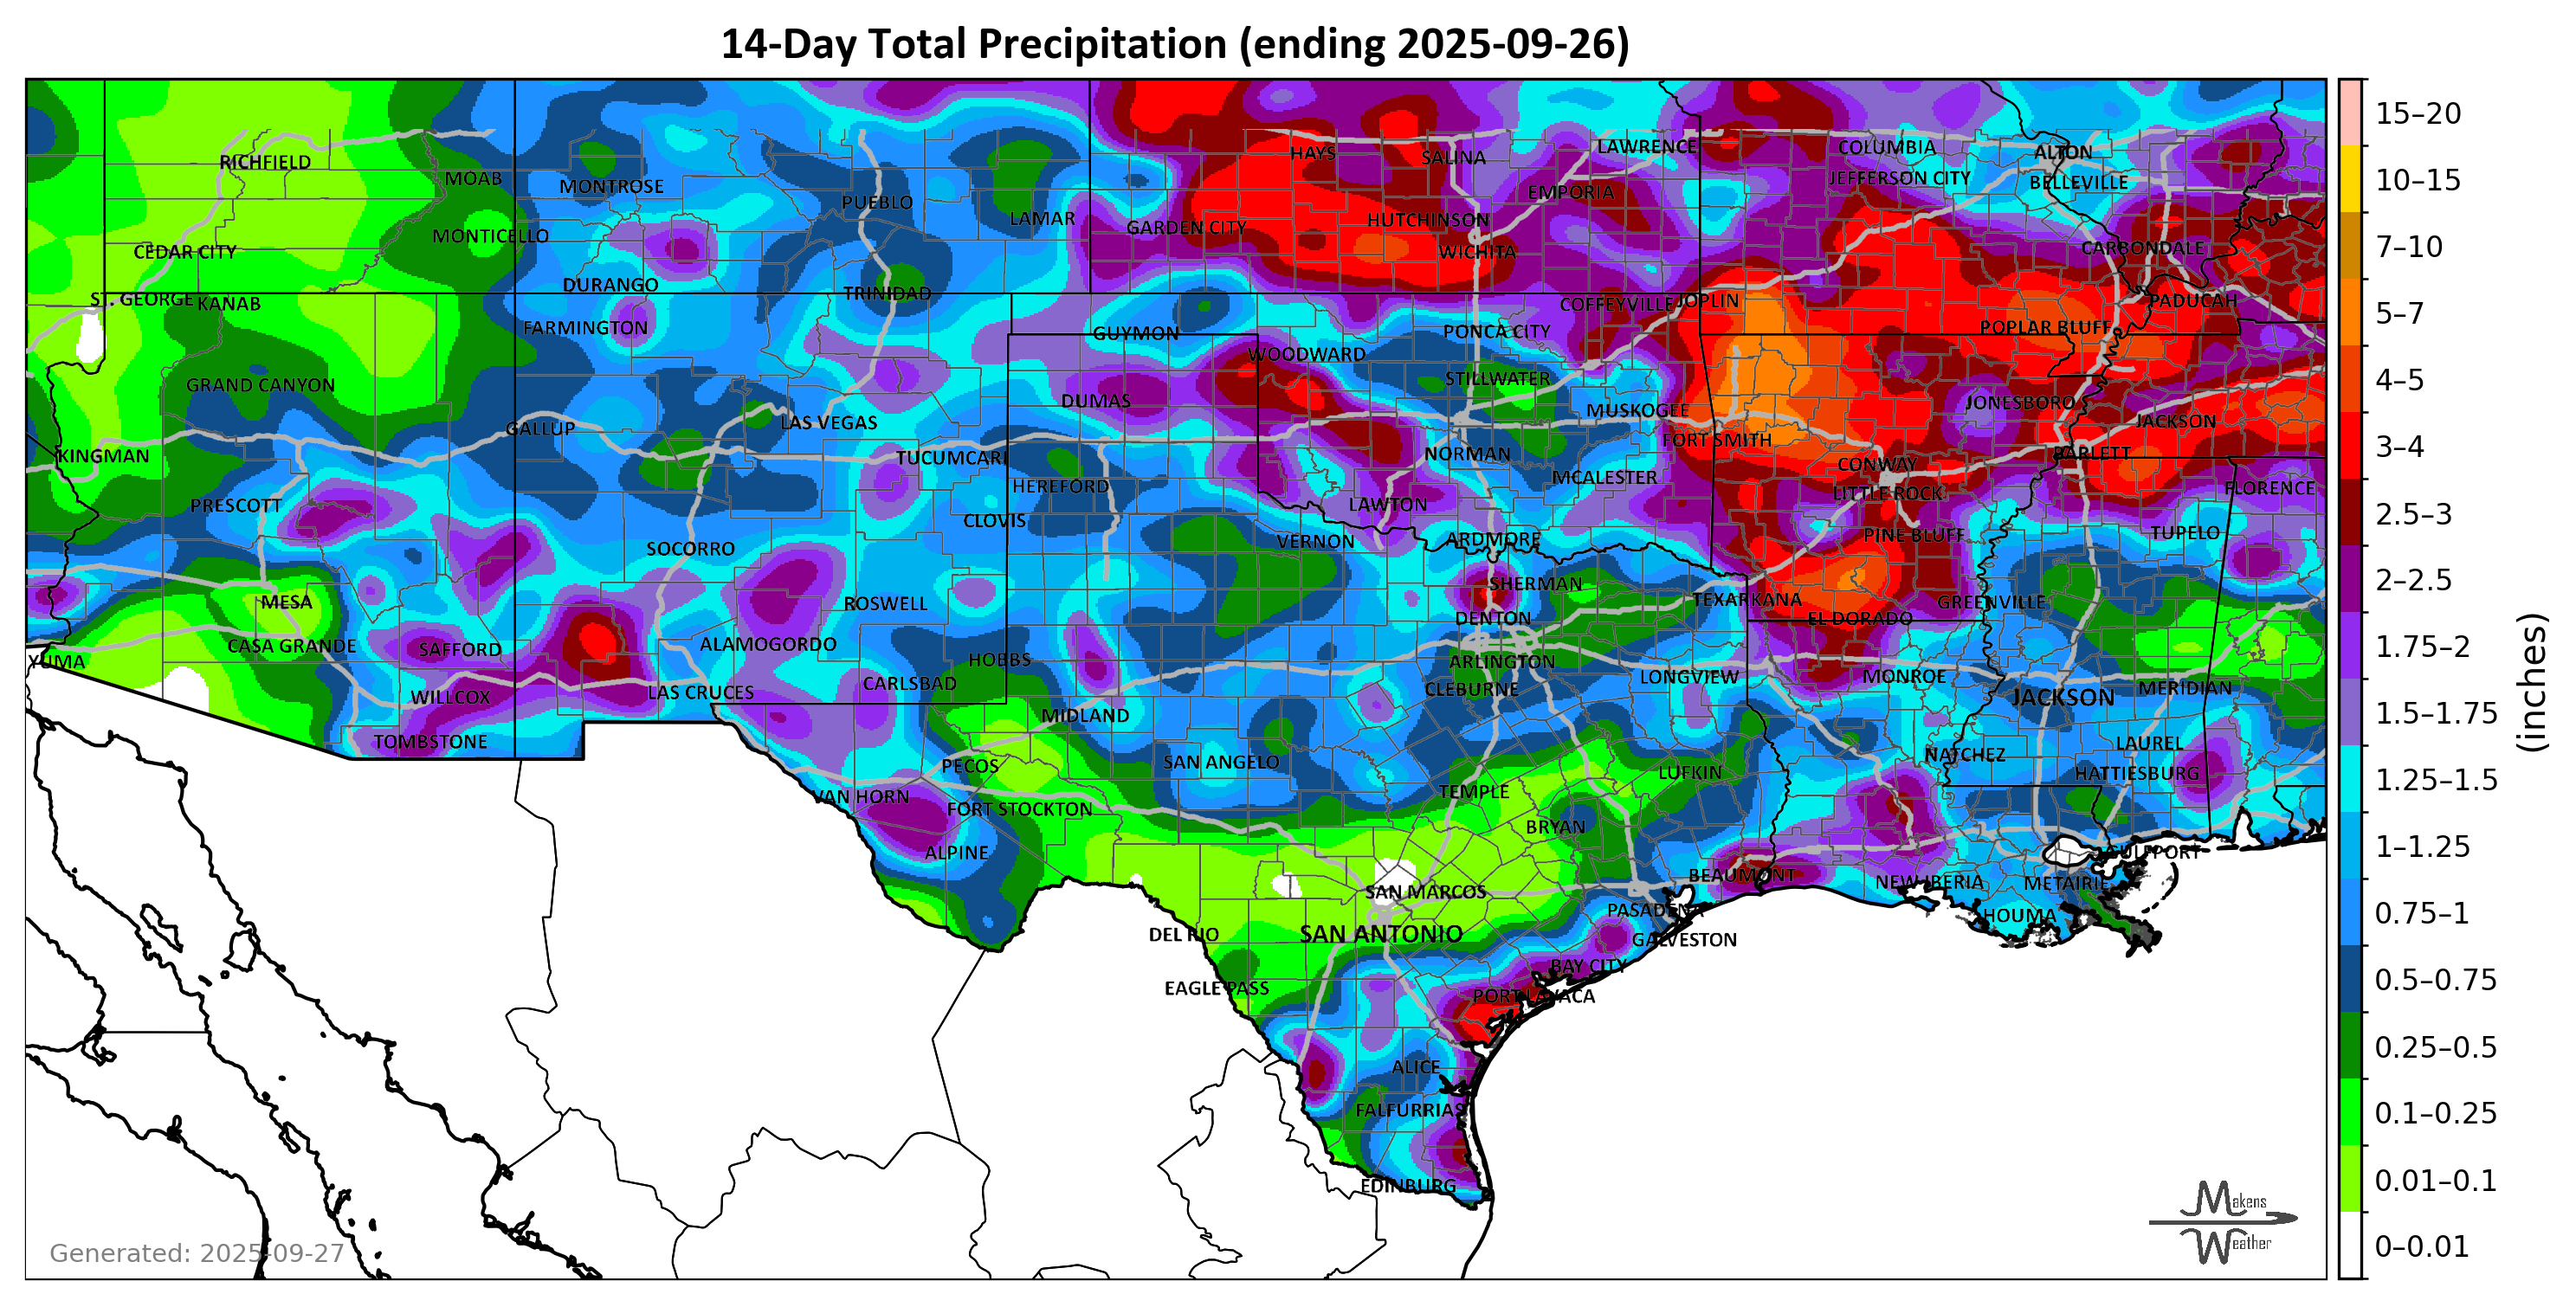 14-Day Total Precipitation (ending 2025-09-26)
RICHFIELD
MOAB
MONTROSE
PUEBLO
LAMAR
HAYS
SALINA
LAWRENCE
EMPORIA
COLUMBIA
JEFFERSON CITY
ALTON
BELLEVILLE
MONTICELLO
CEDAR CITY
GARDEN CITY
HUTCHINSON
WICHITA
CARBONDALE
ST. GEORGE
KANAB
DURANGO
TRINIDAD
COFFEYVILLE
JOPLIN
PADUCAH
FARMINGTON
GUYMON
PONCA CITY
POPLAR BLUFF
WOODWARD
STILLWATER
GRAND CANYON
DUMAS
MUSKOGEE
JONESBORO
JACKSON
GALLUP
LAS VEGAS
FORT SMITH
BARLETT
KINGMAN
TUCUMCARI
NORMAN
CONWAY
HEREFORD
MCALESTER
LITTLE ROCK
FLORENCE
PRESCOTT
LAWTON
CLOVIS
PINE BLUFF
TUPELO
SOCORRO
VERNON
ARDMORE
SHERMAN
MESA
ROSWELL
TEXARKANA
GREENVILLE
DENTON
EL DORADO
CASA GRANDE
SAFFORD
ALAMOGORDO
YUMA
HOBBS
ARLINGTON
CLEBURNE
LONGVIEW
MONROE
MERIDIAN
WILLCOX
LAS CRUCES
CARLSBAD
JACKSON
MIDLAND
TOMBSTONE
LAUREL
NATCHEZ
PECOS
SAN ANGELO
LUFKIN
HATTIESBURG
VAN HORN
FORT STOCKTON
TEMPLE
BRYAN
ALPINE
GULFPORT
BEAUMONT
SAN MARCOS
NEW IBERIA
METAIRIE
PASADENA
HOUMA
DEL RIO
SAN ANTONIO
GALVESTON
BAY CITY
EAGLE PASS
PORT LAVACA
ALICE
FALFURRIAS
EDINBURG
15–20
10–15
7–10
5–7
4–5
3–4
2.5–3
2–2.5
1.75–2
1.5–1.75
1.25–1.5
1–1.25
0.75–1
0.5–0.75
0.25–0.5
0.1–0.25
0.01–0.1
0–0.01
(inches)
Makens
Weather
Generated: 2025-09-27